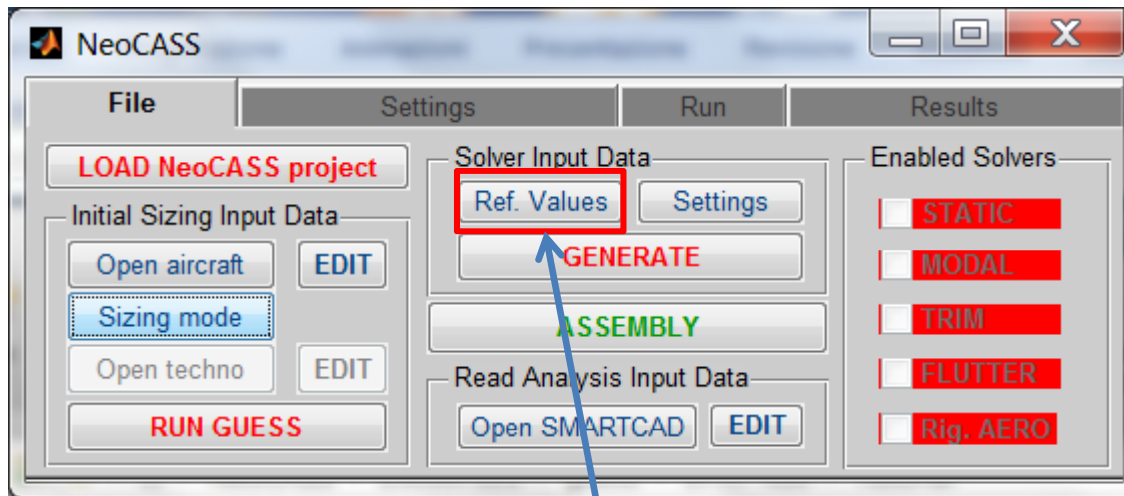 NeoCASS
File Settings Run Results
LOAD NeoCASS project
Initial Sizing Input Data
Open aircraft EDIT
Sizing mode
Open techno EDIT
RUN GUESS
Solver Input Data
Ref. Values Settings
GENERATE
ASSEMBLY
Read Analysis Input Data
Open SMARTCAD EDIT
Enabled Solvers
STATIC
MODAL
TRIM
FLUTTER
Rig. AERO